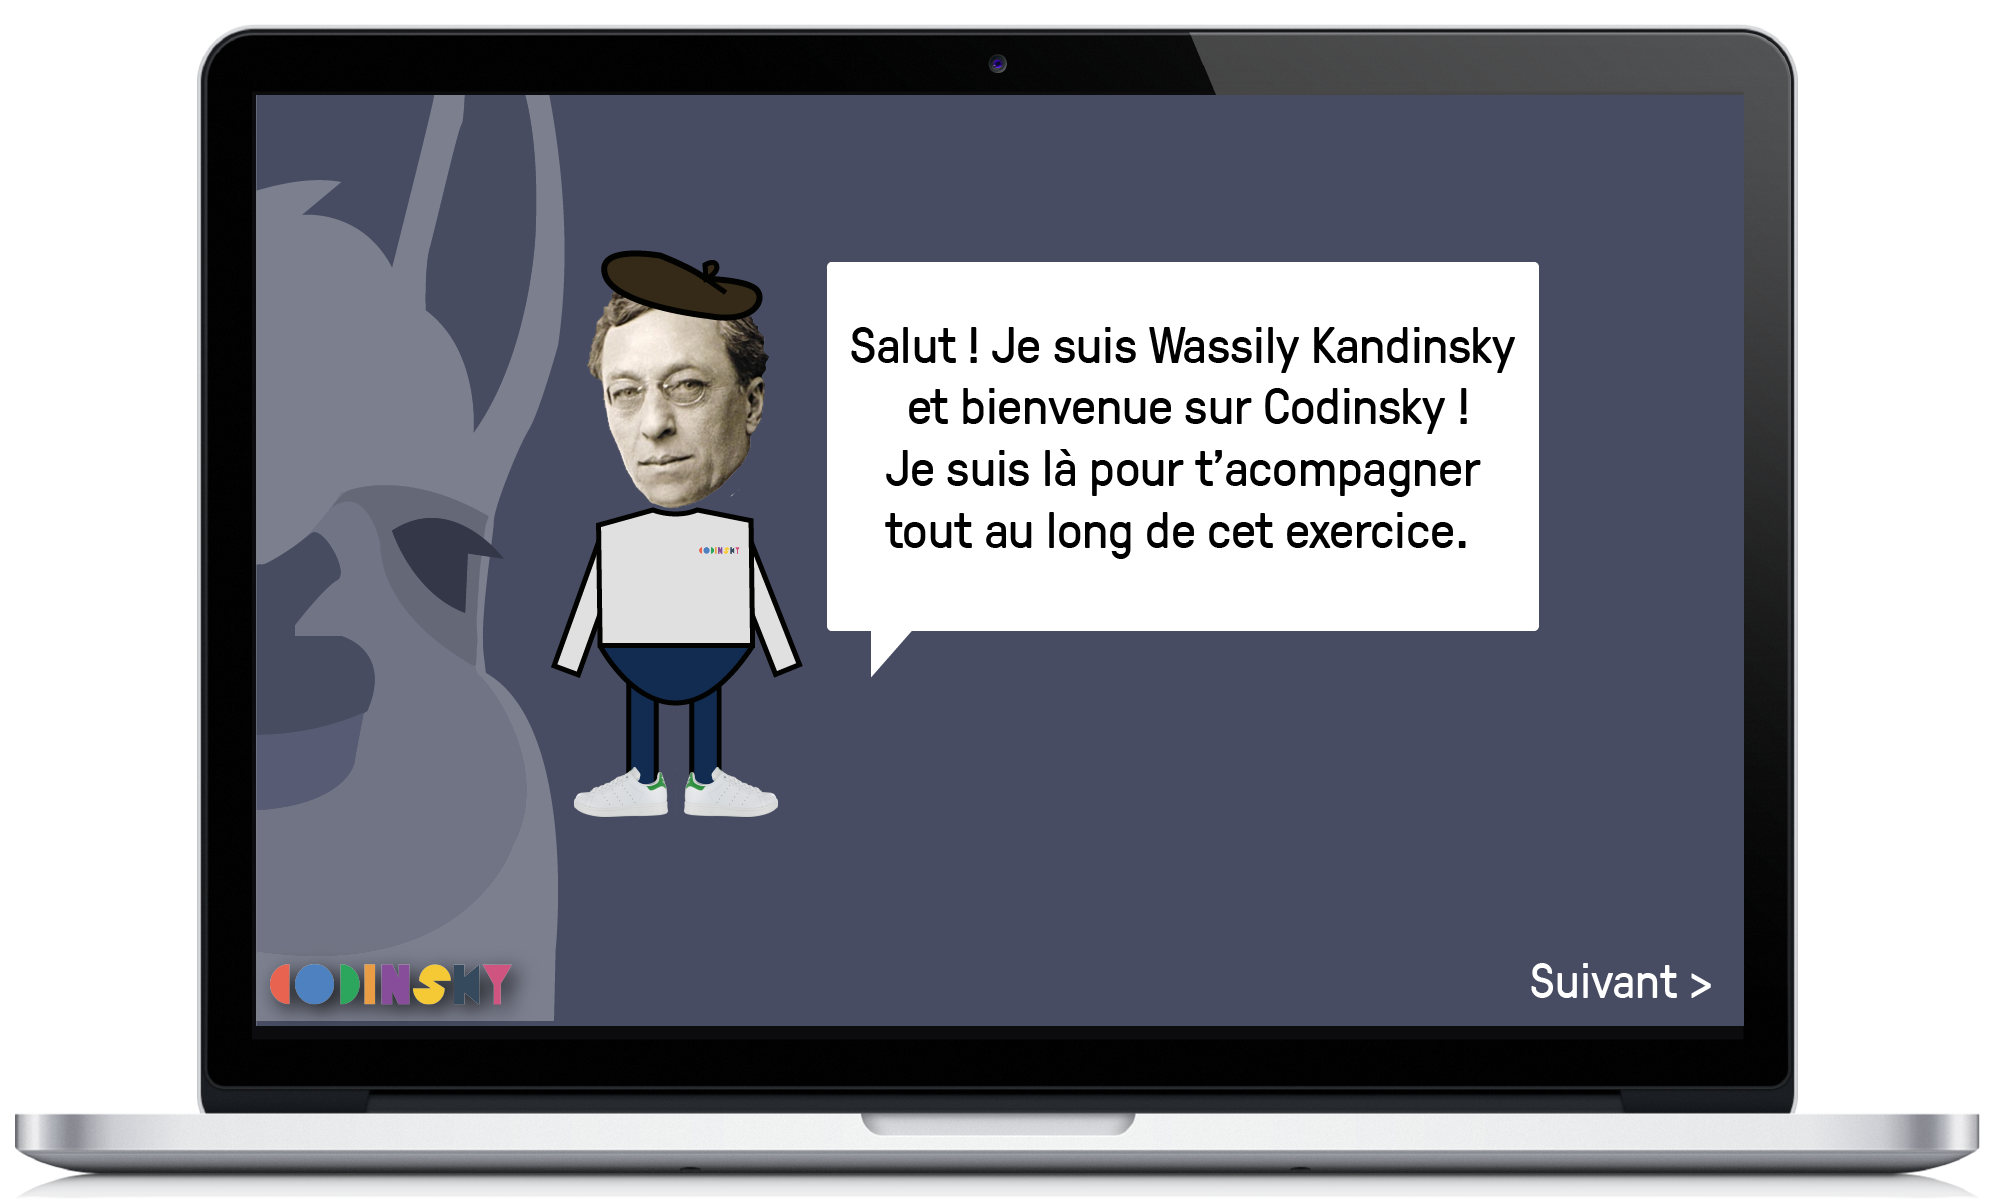 Salut ! Je suis Wassily Kandinsky
et bienvenue sur Codinsky !
Je suis là pour t’acompagner
tout au long de cet exercice.
CODINSKY
CODINSKY
Suivant >